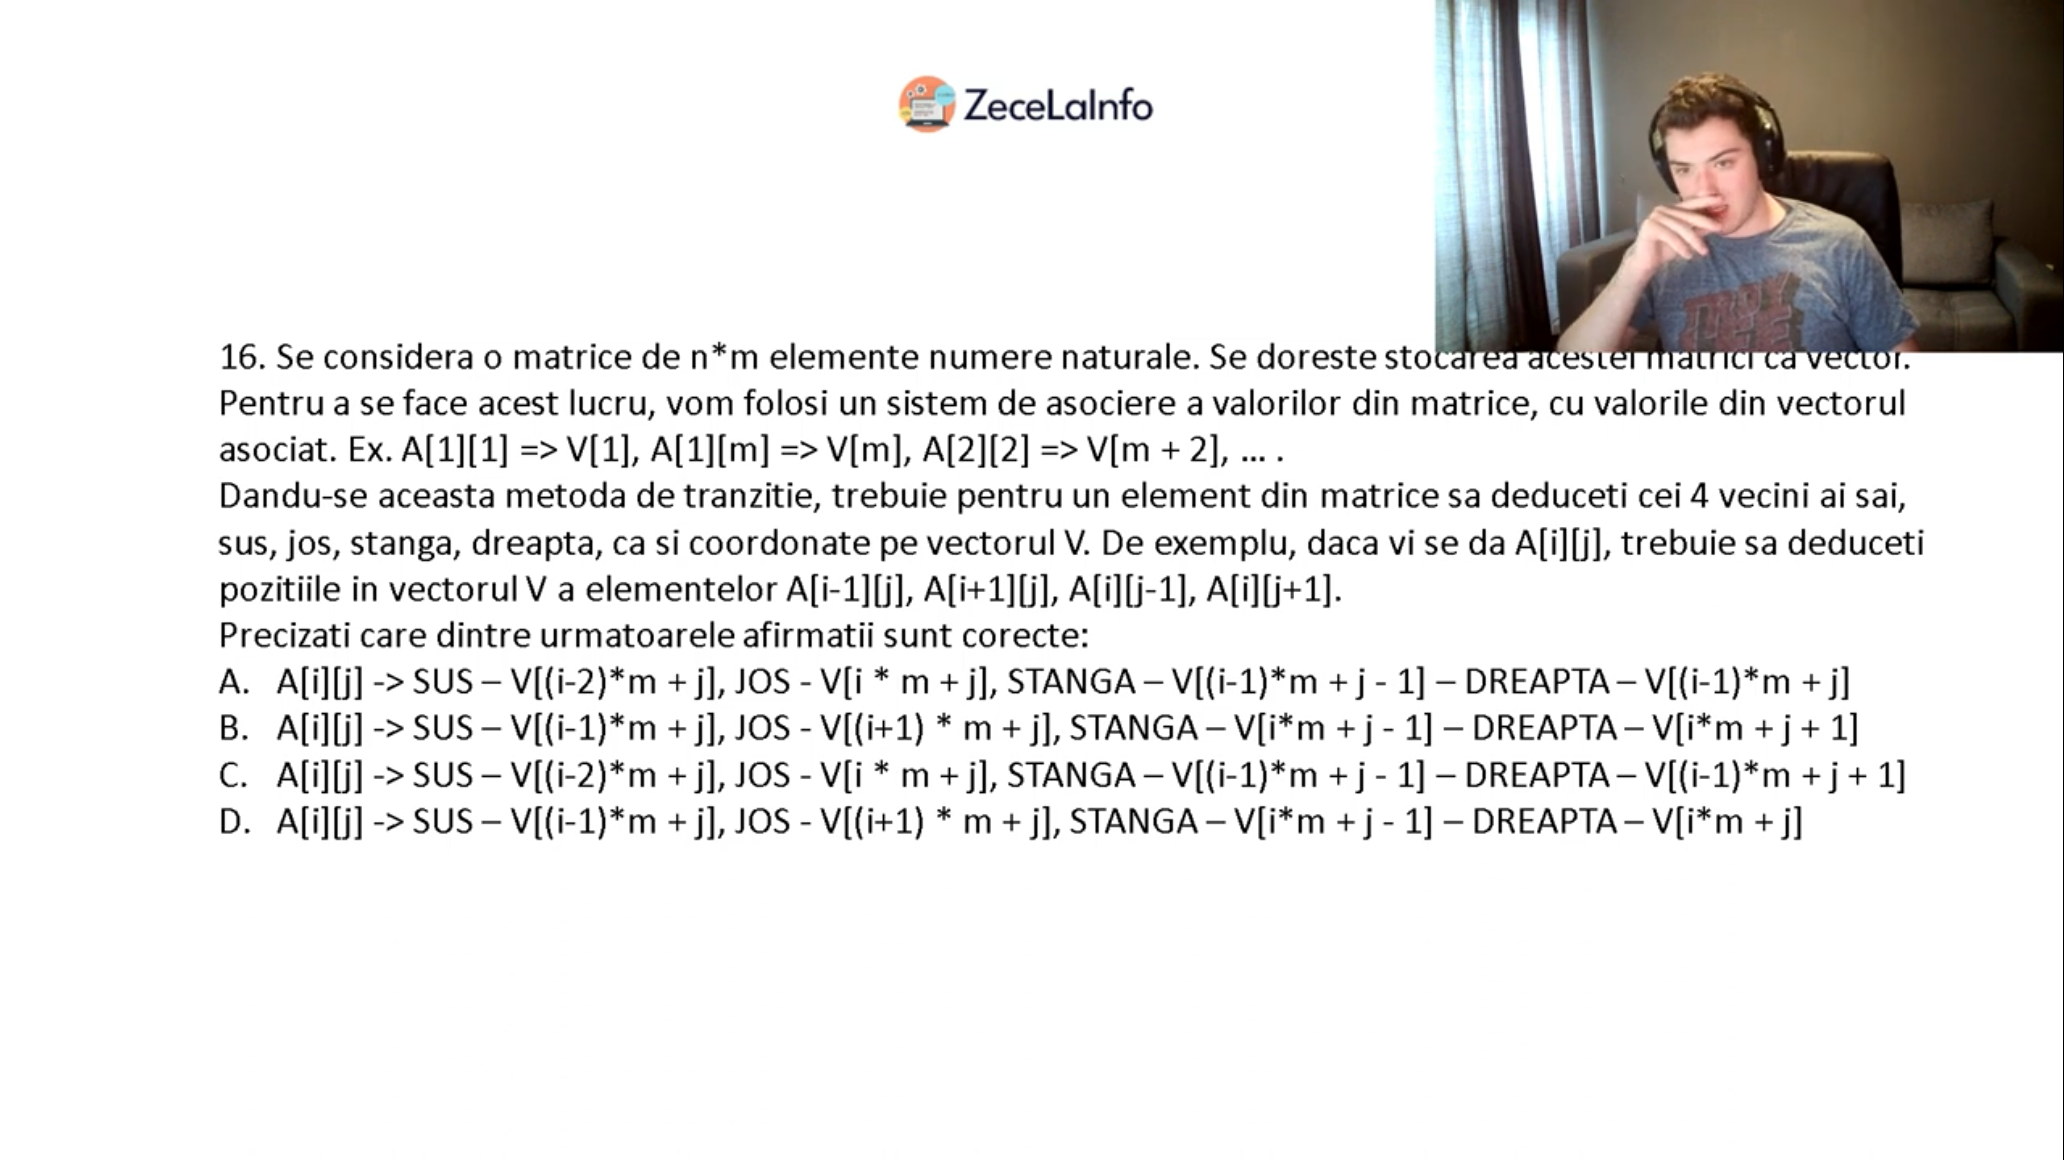 ZeceLaInfo
16. Se considera o matrice de n*m elemente numere naturale. Se doreste stocarea acestei matrici ca vector.
Pentru a se face acest lucru, vom folosi un sistem de asociere a valorilor din matrice, cu valorile din vectorul
asociat. Ex. A[1][1] => V[1], A[1][m] => V[m], A[2][2] => V[m + 2], ... .
Dandu-se aceasta metoda de tranzitie, trebuie pentru un element din matrice sa deduceti cei 4 vecini ai sai,
sus, jos, stanga, dreapta, ca si coordonate pe vectorul V. De exemplu, daca vi se da A[i][j], trebuie sa deduceti
pozitiile in vectorul V a elementelor A[i-1][j], A[i+1][j], A[i][j-1], A[i][j+1].
Precizati care dintre urmatoarele afirmatii sunt corecte:
A. A[i][j] -> SUS – V[(i-2)*m + j], JOS - V[i * m + j], STANGA – V[(i-1)*m + j - 1] – DREAPTA – V[(i-1)*m + j]
B. A[i][j] -> SUS – V[(i-1)*m + j], JOS - V[(i+1) * m + j], STANGA – V[i*m + j - 1] – DREAPTA – V[i*m + j + 1]
C. A[i][j] -> SUS – V[(i-2)*m + j], JOS - V[i * m + j], STANGA – V[(i-1)*m + j - 1] – DREAPTA – V[(i-1)*m + j + 1]
D. A[i][j] -> SUS – V[(i-1)*m + j], JOS - V[(i+1) * m + j], STANGA – V[i*m + j - 1] – DREAPTA – V[i*m + j]